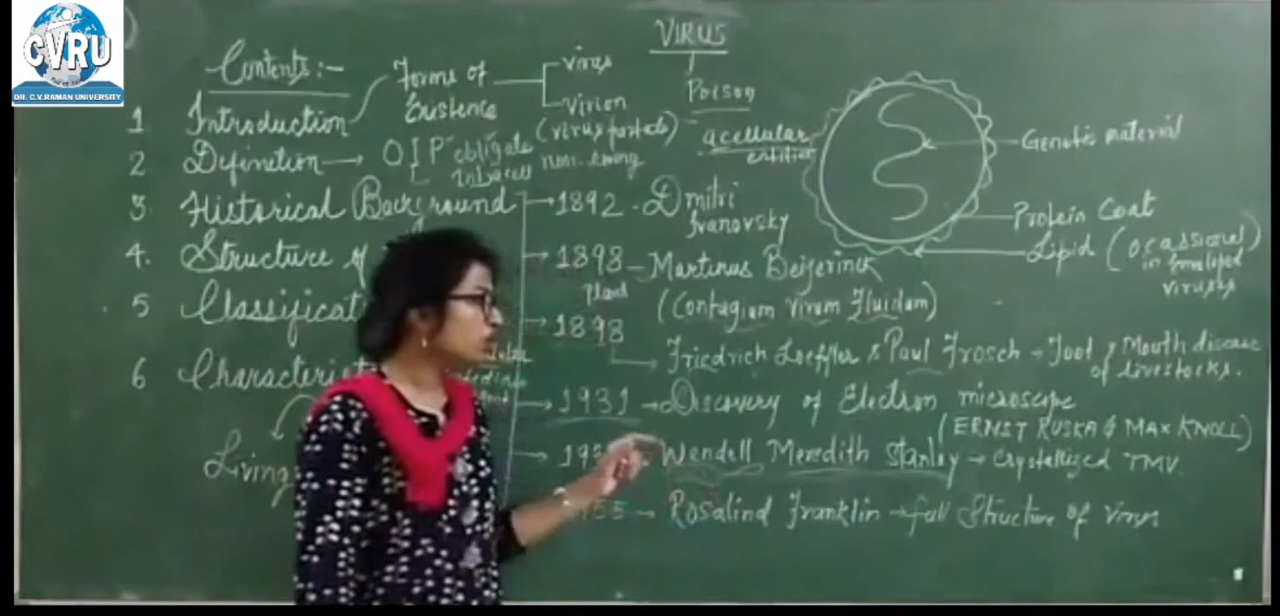 CVRU
DR. C.V.RAMAN UNIVERSITY
VIRUS
Poison
Contents :-
Forms of
Existence
Virus
Virion
(virus particle)
non-living
1 Introduction
2 Definition → OIP obligate
3. Historical Background
4. Structure of
5 Classificat
6 Characterist
Living
acellular
entities
Genetic material
Protein Coat
Lipid (ocassional)
in Enveloped
viruses
1892 - Dmitri
Ivanovsky
1898 - Martinus Beijerinck
Plant
(Contagium Vivum Fluidum)
1898
Friedrich Loeffler & Paul Frosch → Foot & Mouth disease
of livestocks.
1931 → Discovery of Electron microscope
(ERNST RUSKA & MAX KNOLL)
Wendell Meredith Stanley → Crystallized TMV
55 → Rosalind Franklin → full Structure of Virus